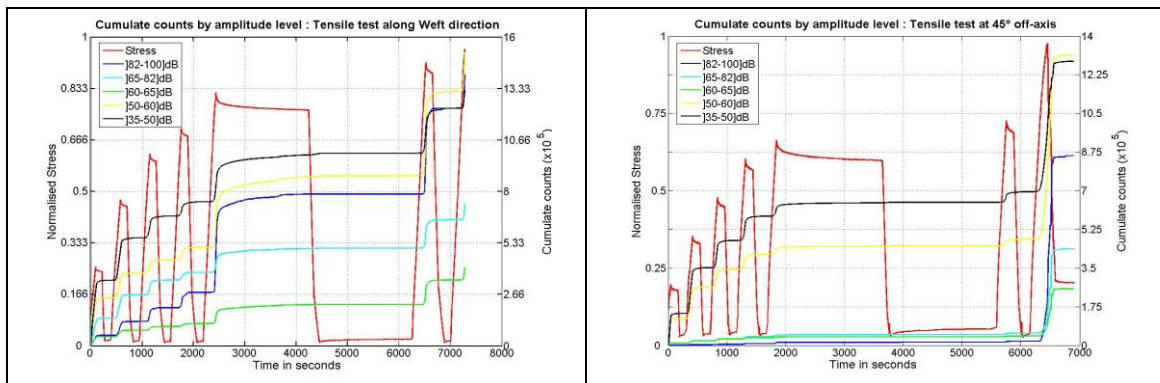 Cumulate counts by amplitude level : Tensile test along Weft direction
1
0.833
0.666
0.5
0.333
0.166
0
Normalised Stress
Stress
]82-100]dB
]65-82]dB
]60-65]dB
]50-60]dB
]35-50]dB
16
13.33
10.66
8
5.33
2.66
0
Cumulate counts (x10 5)
0 1000 2000 3000 4000 5000 6000 7000 8000
Time in seconds
Cumulate counts by amplitude level : Tensile test at 45° off-axis
1
0.75
0.5
0.25
0
Normalised Stress
Stress
]82-100]dB
]65-82]dB
]60-65]dB
]50-60]dB
]35-50]dB
14
12.25
10.5
8.75
7
5.25
3.5
1.75
0
Cumulate counts (x10 5)
0 1000 2000 3000 4000 5000 6000 7000
Time in seconds